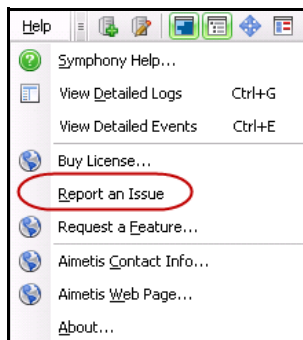 Help
Symphony Help...
View Detailed Logs Ctrl+G
View Detailed Events Ctrl+E
Buy License...
Report an Issue
Request a Feature...
Aimetis Contact Info...
Aimetis Web Page...
About...